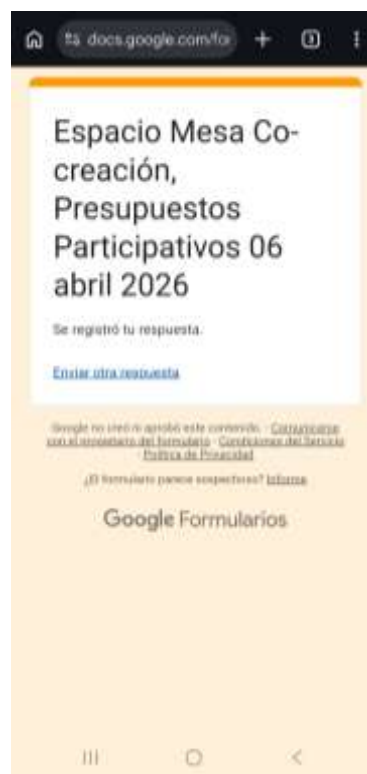 docs.google.com/for
3
Espacio Mesa Co-
creación,
Presupuestos
Participativos 06
abril 2026
Se registró tu respuesta.
Enviar otra respuesta
Google no creó ni aprobó este contenido. - Comunicarse
con el propietario del formulario - Condiciones del Servicio
- Política de Privacidad
¿El formulario parece sospechoso? Informe
Google Formularios